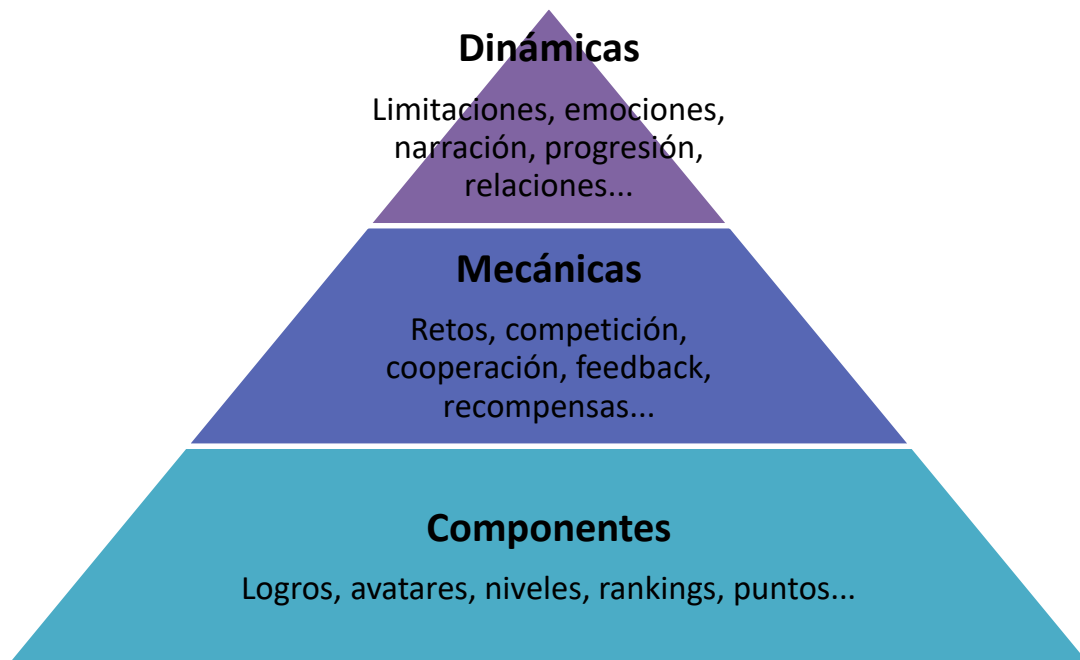 Dinámicas
Limitaciones, emociones,
narración, progresión,
relaciones...
Mecánicas
Retos, competición,
cooperación, feedback,
recompensas...
Componentes
Logros, avatares, niveles, rankings, puntos...